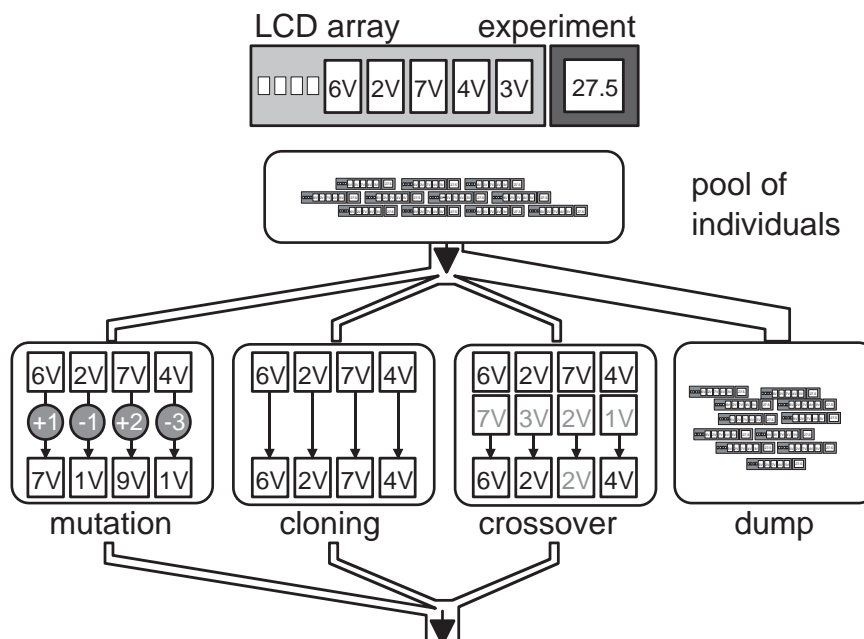 LCD array experiment
6V 2V 7V 4V 3V 27.5
pool of
individuals
6V 2V 7V 4V 6V 2V 7V 4V 6V 2V 7V 4V
+1 -1 +2 -3 7V 3V 2V 1V
7V 1V 9V 1V 6V 2V 7V 4V 6V 2V 2V 4V
mutation cloning crossover dump